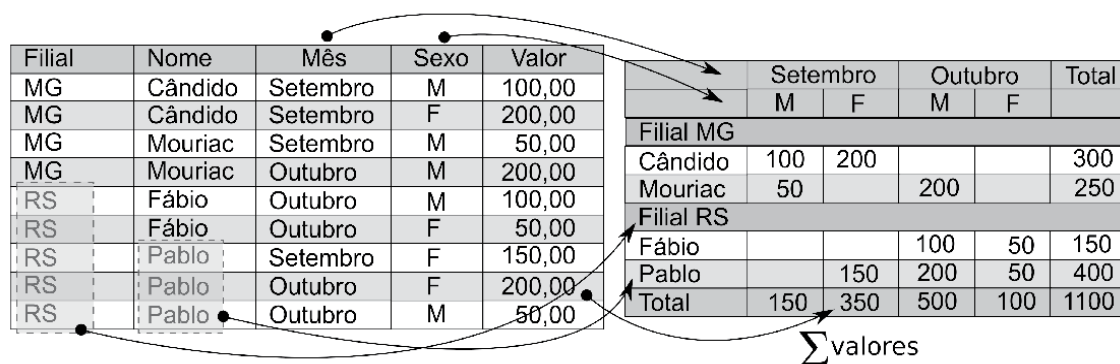 Filial Nome Mês Sexo Valor
MG Cândido Setembro M 100,00
MG Cândido Setembro F 200,00
MG Mouriac Setembro M 50,00
MG Mouriac Outubro M 200,00
RS Fábio Outubro M 100,00
RS Fábio Outubro F 50,00
RS Pablo Setembro F 150,00
RS Pablo Outubro F 200,00
RS Pablo Outubro M 50,00
Setembro Outubro Total
M F M F
Filial MG
Cândido 100 200 300
Mouriac 50 200 250
Filial RS
Fábio 100 50 150
Pablo 150 200 50 400
Total 150 350 500 100 1100
∑valores